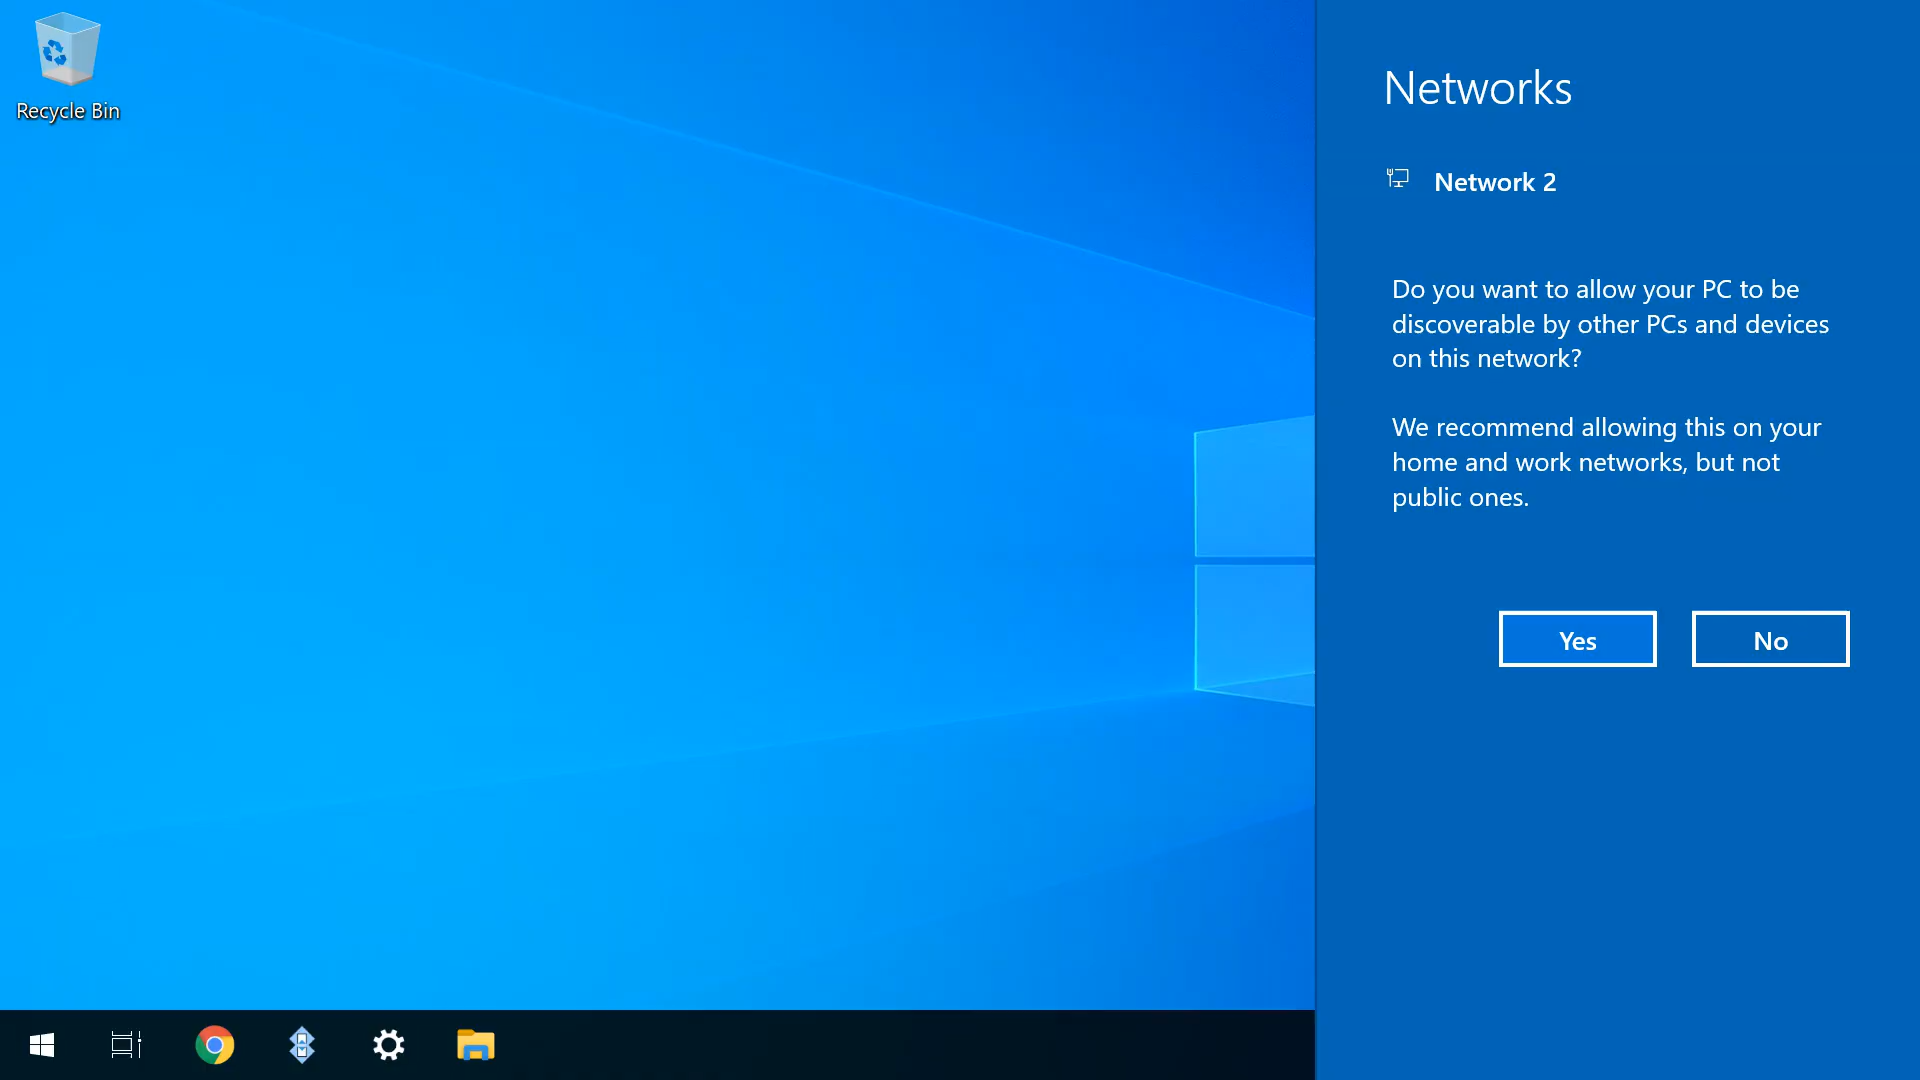 Recycle Bin
Networks
Network 2
Do you want to allow your PC to be
discoverable by other PCs and devices
on this network?
We recommend allowing this on your
home and work networks, but not
public ones.
Yes
No